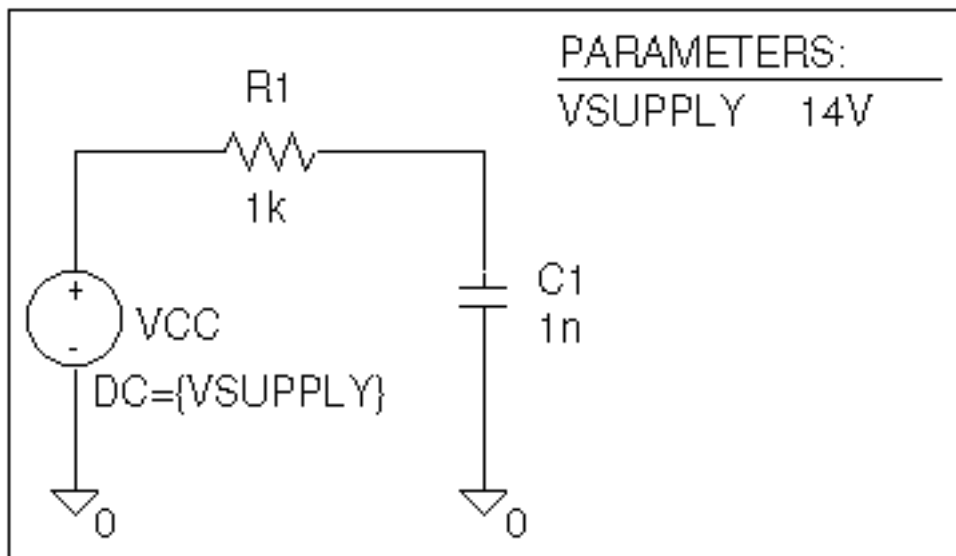 PARAMETERS:
VSUPPLY 14V
R1
1k
+
VCC
-
DC={VSUPPLY}
C1
1n
0
0